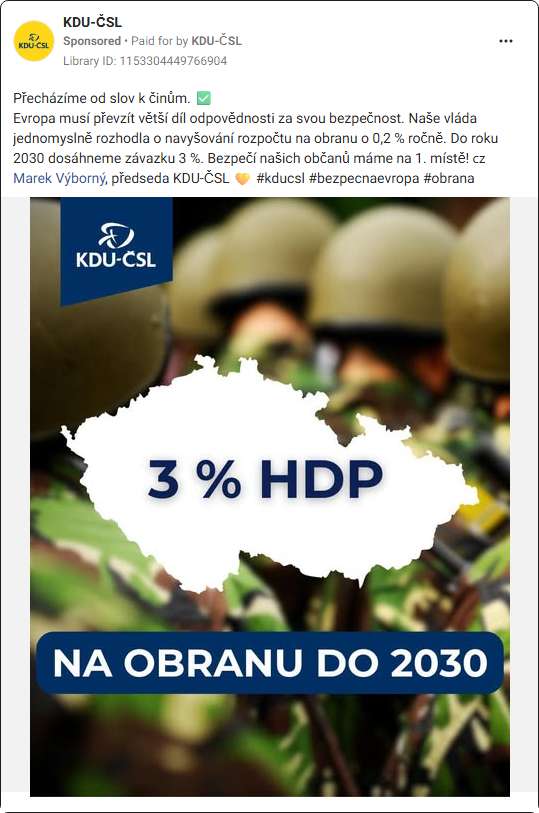 KDU-ČSL
Sponsored • Paid for by KDU-ČSL
KDU-ČSL
Library ID: 1153304449766904
Přecházíme od slov k činům. ✅
Evropa musí převzít větší díl odpovědnosti za svou bezpečnost. Naše vláda
jednomyslně rozhodla o navyšování rozpočtu na obranu o 0,2 % ročně. Do roku
2030 dosáhneme závazku 3 %. Bezpečí našich občanů máme na 1. místě! cz
Marek Výborný, předseda KDU-ČSL 🧡 #kducsl #bezpecnaevropa #obrana
KDU-ČSL
3 % HDP
NA OBRANU DO 2030